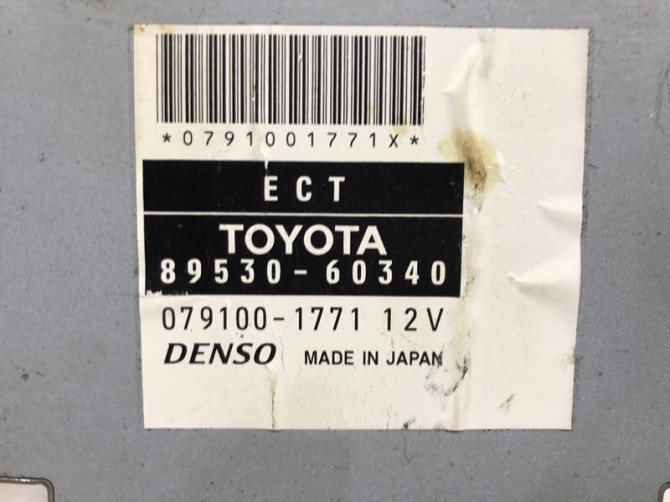 *0791001771X*
ECT
TOYOTA
89530-60340
079100-1771 12V
DENSO MADE IN JAPAN